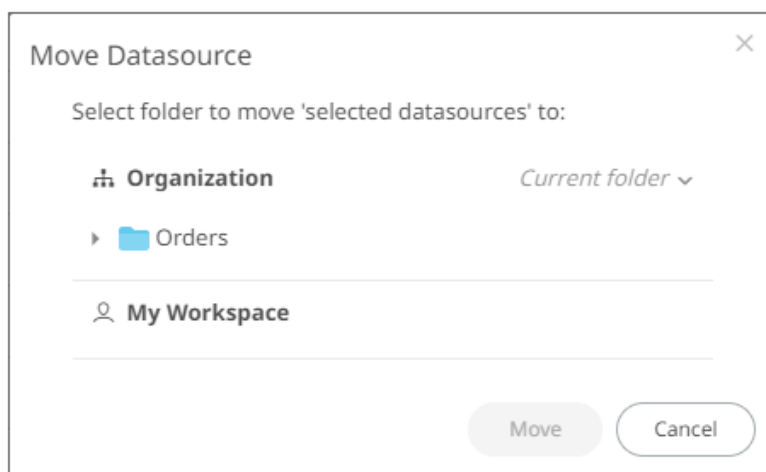 Move Datasource
Select folder to move 'selected datasources' to:
Organization Current folder
Orders
My Workspace
Move Cancel